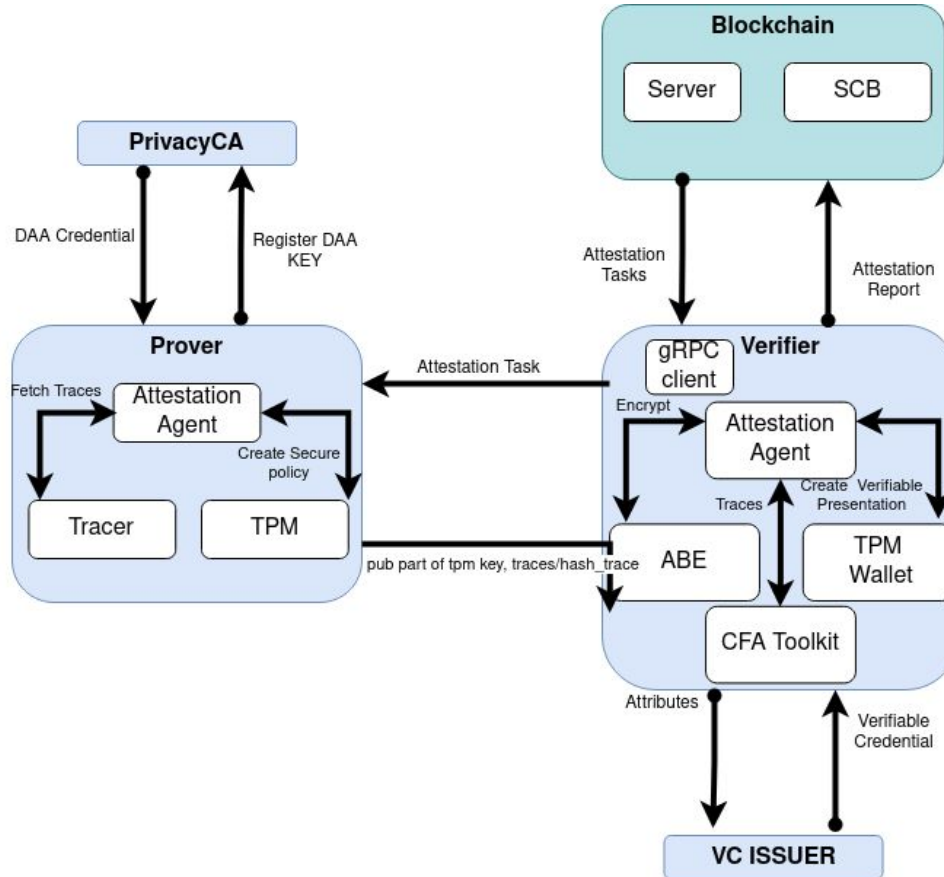 Blockchain
Server
SCB
PrivacyCA
DAA Credential
Register DAA
KEY
Attestation
Tasks
Attestation
Report
Prover
Fetch Traces
Attestation
Agent
Create Secure
policy
Tracer
TPM
Attestation Task
pub part of tpm key, traces/hash_trace
Verifier
gRPC
client
Encrypt
Attestation
Agent
Traces
Create Verifiable
Presentation
ABE
TPM
Wallet
CFA Toolkit
Attributes
Verifiable
Credential
VC ISSUER